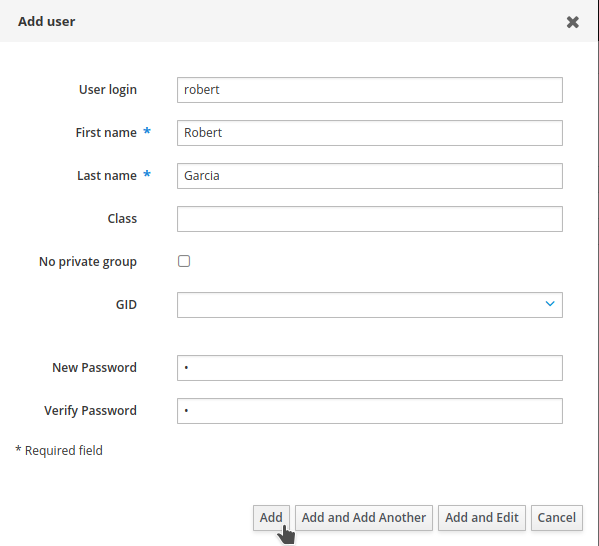 Add user
User login robert
First name * Robert
Last name * Garcia
Class
No private group
GID
New Password •
Verify Password •
* Required field
Add Add and Add Another Add and Edit Cancel